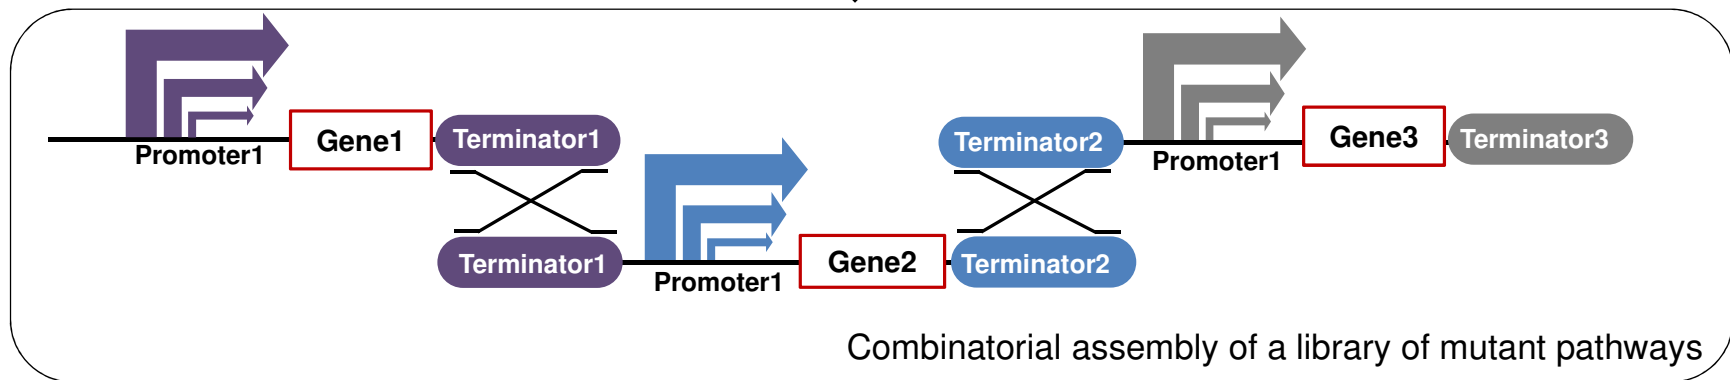 Gene1
Terminator1
Promoter1
Terminator2
Gene3
Terminator3
Promoter1
Terminator1
Gene2
Terminator2
Promoter1
Combinatorial assembly of a library of mutant pathways